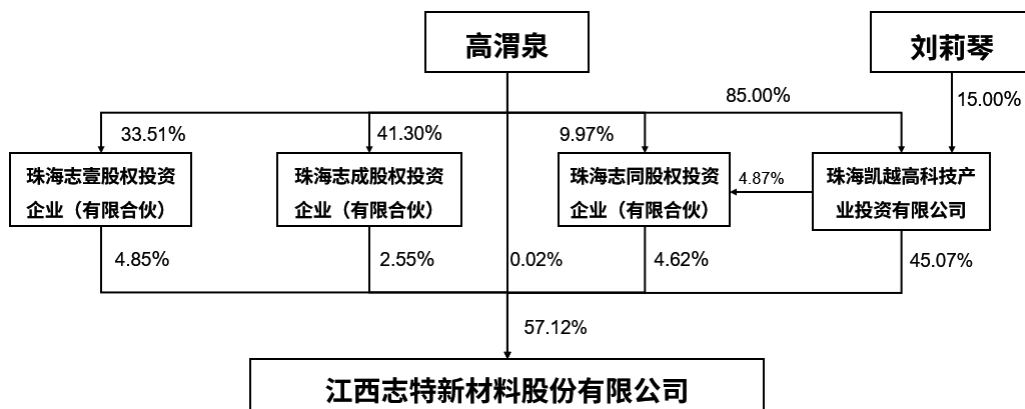 高渭泉
刘莉琴
85.00%
15.00%
33.51%
41.30%
9.97%
珠海志壹股权投资
企业（有限合伙）
珠海志成股权投资
企业（有限合伙）
珠海志同股权投资
企业（有限合伙）
4.87%
珠海凯越高科技产
业投资有限公司
4.85%
2.55%
0.02%
4.62%
45.07%
57.12%
江西志特新材料股份有限公司